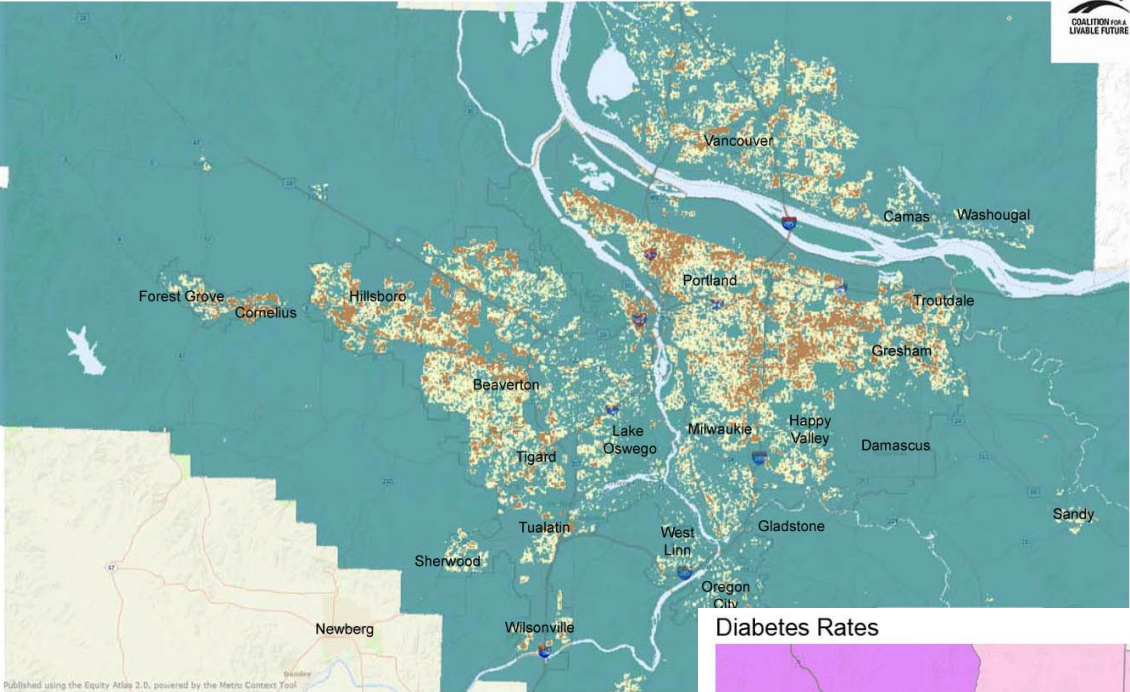 COALITION FOR A
LIVABLE FUTURE
Vancouver
Camas
Washougal
Portland
Forest Grove
Hillsboro
Cornelius
Troutdale
Gresham
Beaverton
Happy
Valley
Milwaukie
Lake
Oswego
Damascus
Tigard
Sandy
Tualatin
Gladstone
West
Linn
Sherwood
Oregon
City
47
Wilsonville
Newberg
Diabetes Rates
Dundee
Published using the Equity Atlas 2.0, powered by the Metro Context Tool